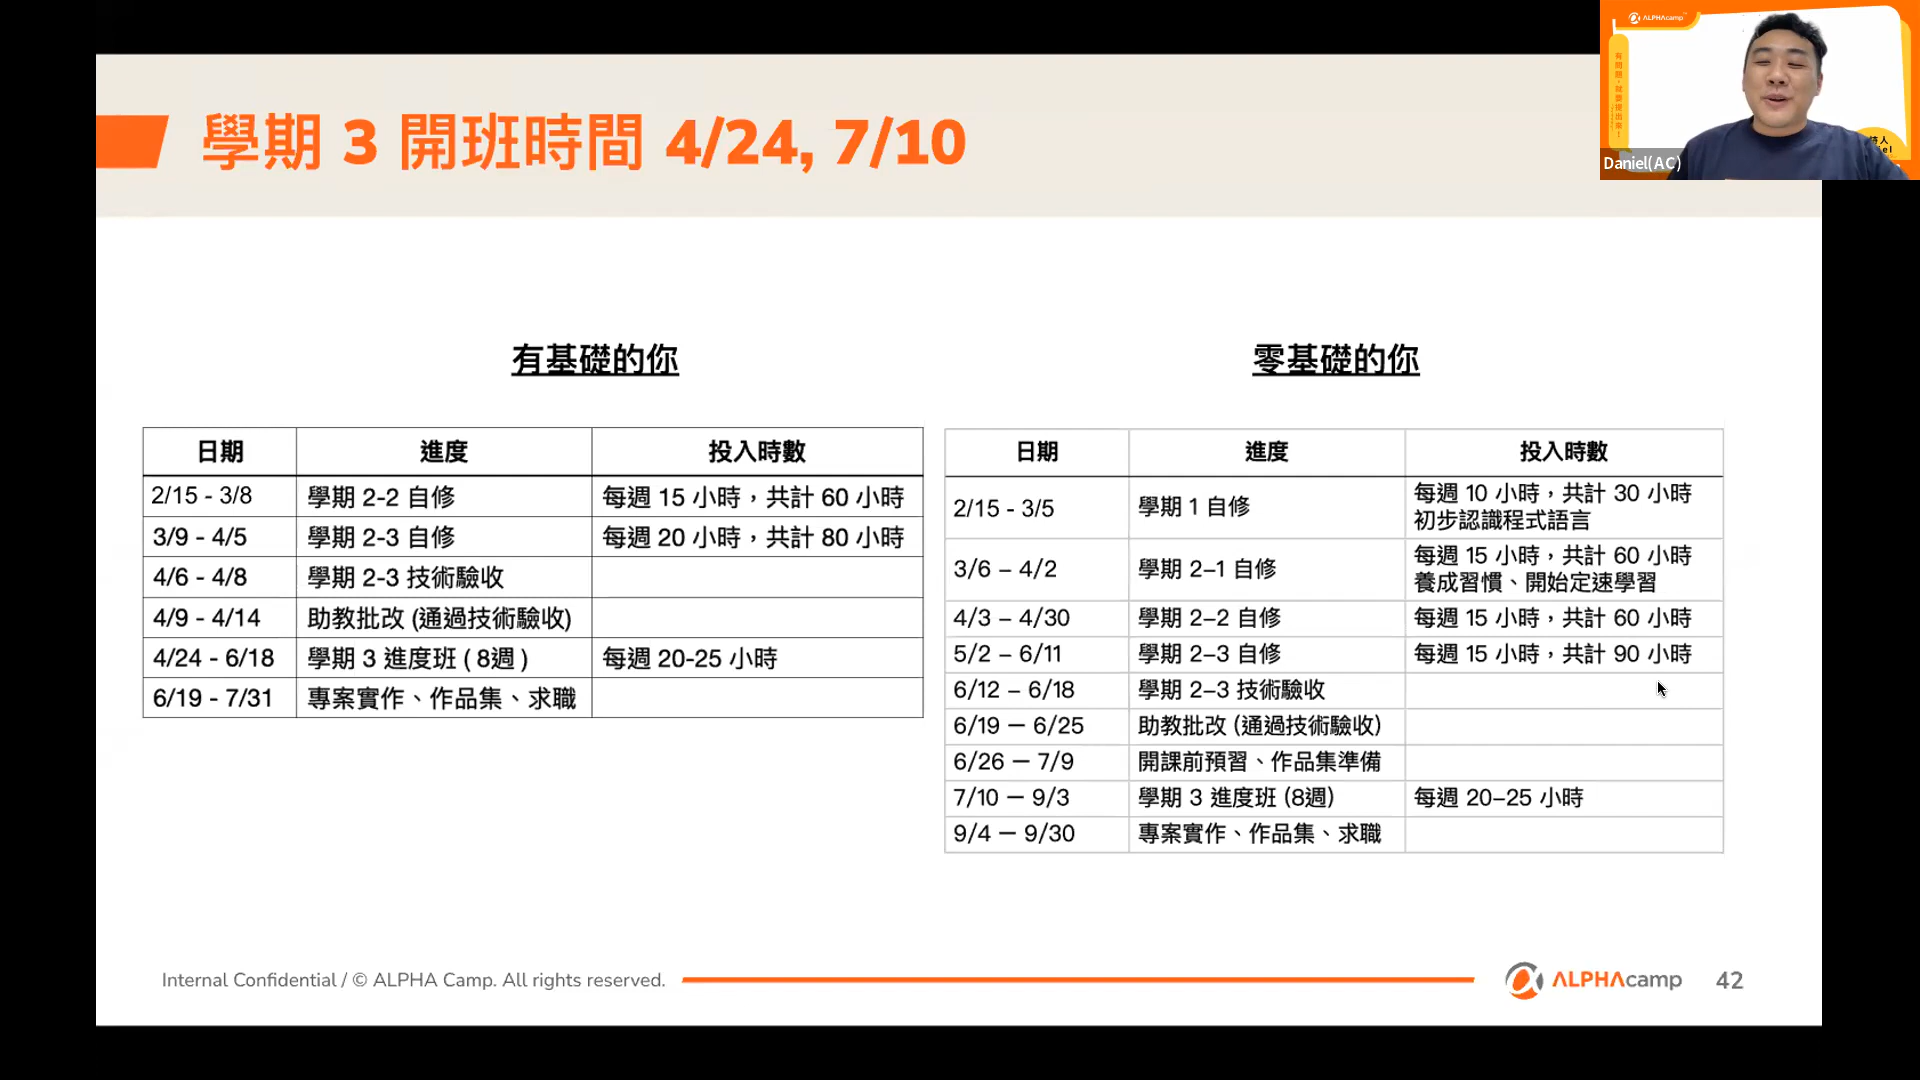 ALPHAcamp
有問題，就要提出來！
Daniel(AC)
學期 3 開班時間 4/24, 7/10
有基礎的你
日期 進度 投入時數
2/15 - 3/8 學期 2-2 自修 每週 15 小時，共計 60 小時
3/9 - 4/5 學期 2-3 自修 每週 20 小時，共計 80 小時
4/6 - 4/8 學期 2-3 技術驗收
4/9 - 4/14 助教批改 (通過技術驗收)
4/24 - 6/18 學期 3 進度班 ( 8週 ) 每週 20-25 小時
6/19 - 7/31 專案實作、作品集、求職
零基礎的你
日期 進度 投入時數
2/15 - 3/5 學期 1 自修 每週 10 小時，共計 30 小時
初步認識程式語言
3/6 – 4/2 學期 2–1 自修 每週 15 小時，共計 60 小時
養成習慣、開始定速學習
4/3 – 4/30 學期 2–2 自修 每週 15 小時，共計 60 小時
5/2 – 6/11 學期 2–3 自修 每週 15 小時，共計 90 小時
6/12 – 6/18 學期 2–3 技術驗收
6/19 — 6/25 助教批改 (通過技術驗收)
6/26 — 7/9 開課前預習、作品集準備
7/10 — 9/3 學期 3 進度班 (8週) 每週 20–25 小時
9/4 — 9/30 專案實作、作品集、求職
Internal Confidential / © ALPHA Camp. All rights reserved.
ALPHAcamp 42